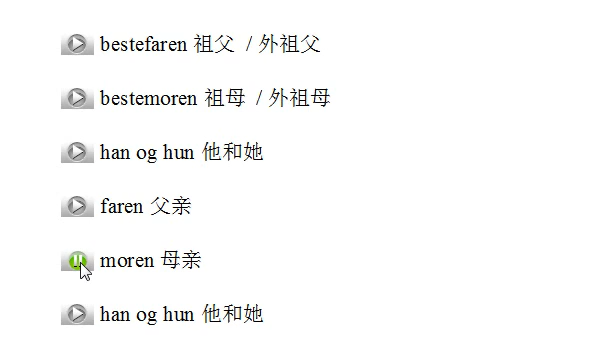 bestefaren 祖父 / 外祖父
bestemoren 祖母 / 外祖母
han og hun 他和她
faren 父亲
moren 母亲
han og hun 他和她